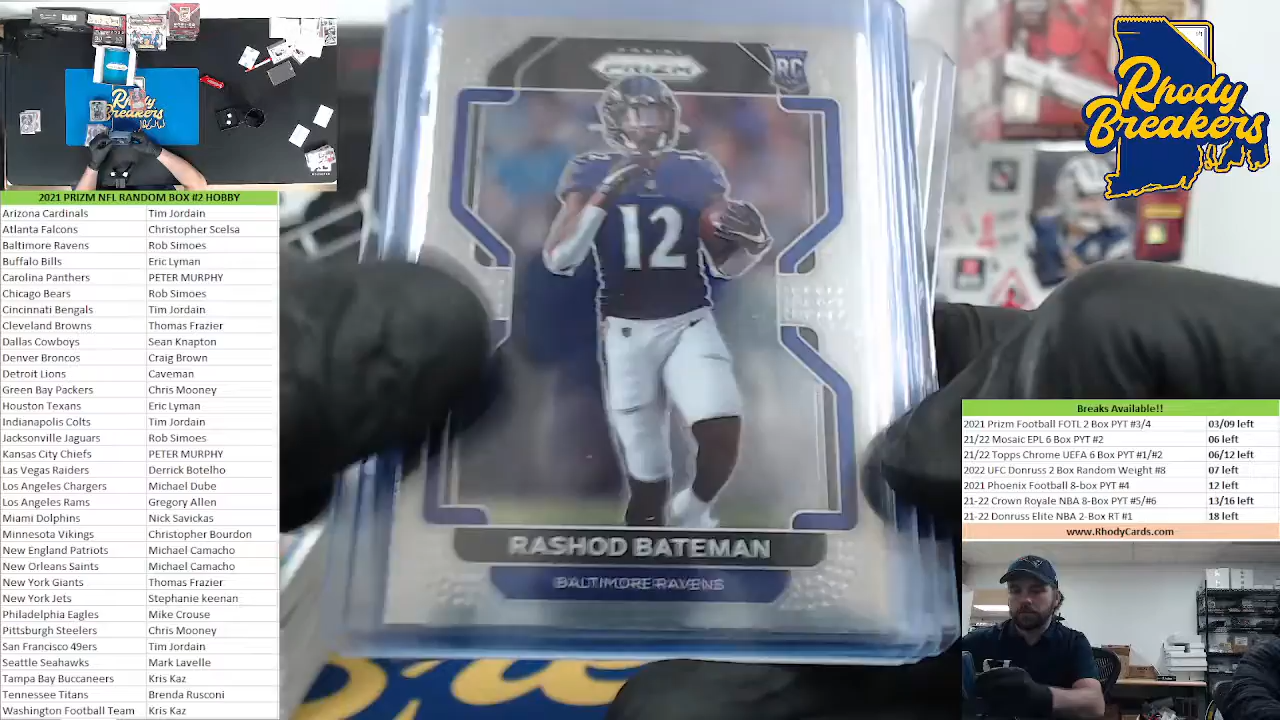 2021 PRIZM NFL RANDOM BOX #2 HOBBY
Arizona Cardinals Tim Jordain
Atlanta Falcons Christopher Scelsa
Baltimore Ravens Rob Simoes
Buffalo Bills Eric Lyman
Carolina Panthers PETER MURPHY
Chicago Bears Rob Simoes
Cincinnati Bengals Tim Jordain
Cleveland Browns Thomas Frazier
Dallas Cowboys Sean Knapton
Denver Broncos Craig Brown
Detroit Lions Caveman
Green Bay Packers Chris Mooney
Houston Texans Eric Lyman
Indianapolis Colts Tim Jordain
Jacksonville Jaguars Rob Simoes
Kansas City Chiefs PETER MURPHY
Las Vegas Raiders Derrick Botelho
Los Angeles Chargers Michael Dube
Los Angeles Rams Gregory Allen
Miami Dolphins Nick Savickas
Minnesota Vikings Christopher Bourdon
New England Patriots Michael Camacho
New Orleans Saints Michael Camacho
New York Giants Thomas Frazier
New York Jets Stephanie keenan
Philadelphia Eagles Mike Crouse
Pittsburgh Steelers Chris Mooney
San Francisco 49ers Tim Jordain
Seattle Seahawks Mark Lavelle
Tampa Bay Buccaneers Kris Kaz
Tennessee Titans Brenda Rusconi
Washington Football Team Kris Kaz
PANINI
PRIZM
RC
12
12
RASHOD BATEMAN
BALTIMORE RAVENS
Rhody
Breakers
Rhody
Breakers
Breaks Available!!
2021 Prizm Football FOTL 2 Box PYT #3/4 03/09 left
21/22 Mosaic EPL 6 Box PYT #2 06 left
21/22 Topps Chrome UEFA 6 Box PYT #1/#2 06/12 left
2022 UFC Donruss 2 Box Random Weight #8 07 left
2021 Phoenix Football 8-box PYT #4 12 left
21-22 Crown Royale NBA 8-Box PYT #5/#6 13/16 left
21-22 Donruss Elite NBA 2-Box RT #1 18 left
www.RhodyCards.com